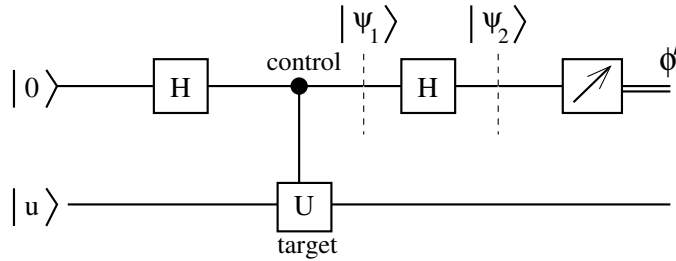 |ψ₁⟩ |ψ₂⟩
control
ϕ'
|0⟩ H H
|u⟩ U
target